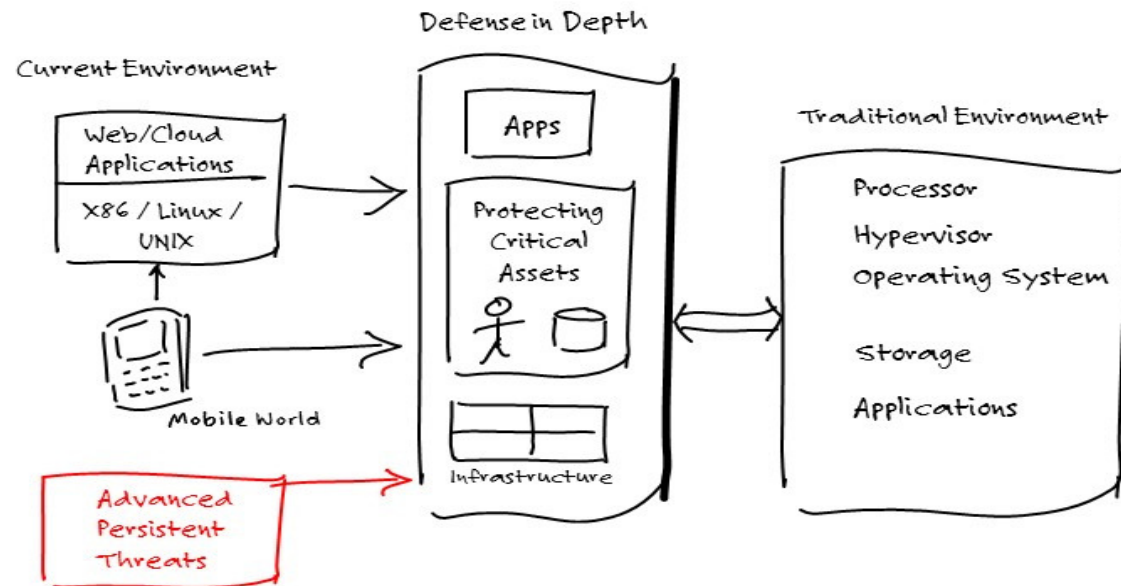 Defense in Depth
Current Environment
Web/Cloud
Applications
X86 / Linux /
UNIX
Mobile World
Advanced
Persistent
Threats
Apps
Protecting
Critical
Assets
Infrastructure
Traditional Environment
Processor
Hypervisor
Operating System
Storage
Applications